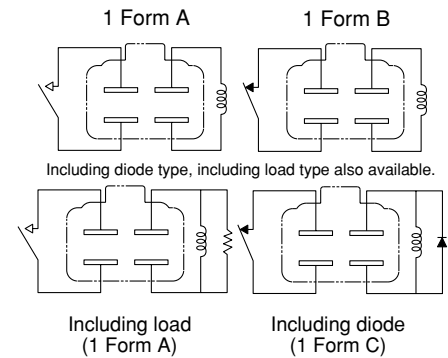 1 Form A
1 Form B
Including diode type, including load type also available.
Including load
(1 Form A)
Including diode
(1 Form C)